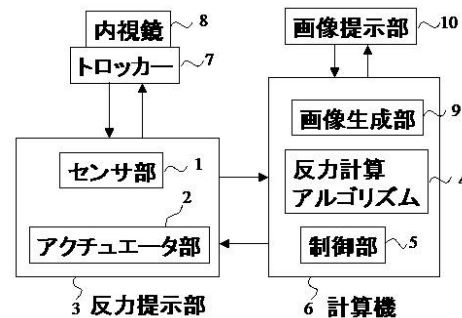 内視鏡 8
トロッカー 7
画像提示部 10
画像生成部 9
センサ部 1
反力計算
アルゴリズム 4
2
アクチュエータ部
制御部 5
3 反力提示部
6 計算機